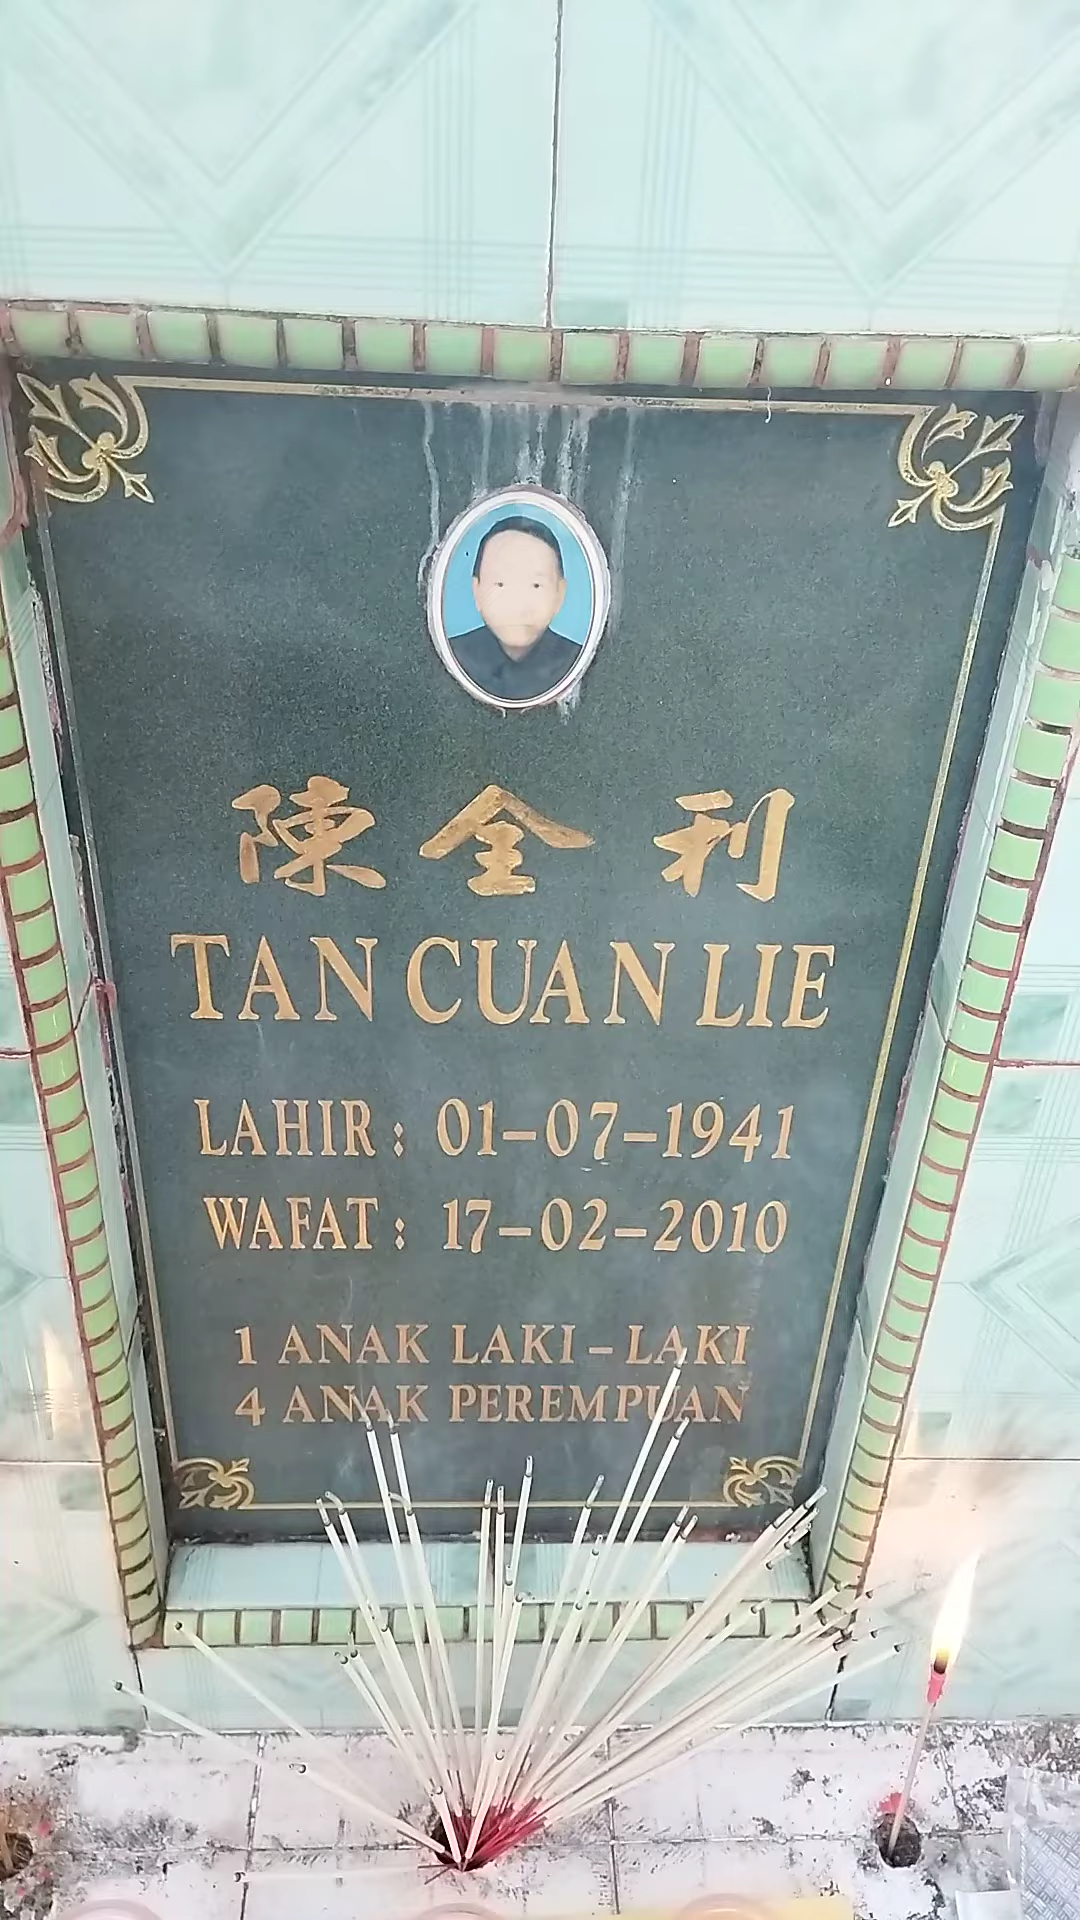 陳全利
TAN CUAN LIE
LAHIR: 01-07-1941
WAFAT: 17-02-2010
1 ANAK LAKI-LAKI
4 ANAK PEREMPUAN